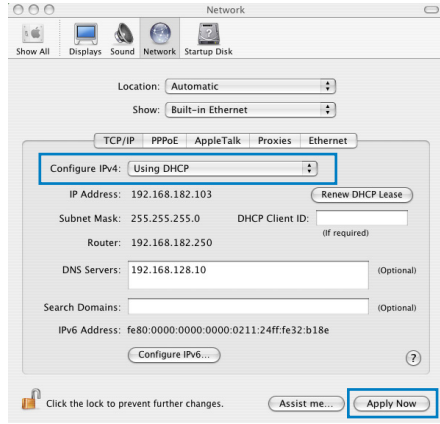 Network
Show All Displays Sound Network Startup Disk
Location: Automatic
Show: Built-in Ethernet
TCP/IP PPPoE AppleTalk Proxies Ethernet
Configure IPv4: Using DHCP
IP Address: 192.168.182.103 Renew DHCP Lease
Subnet Mask: 255.255.255.0 DHCP Client ID:
(If required)
Router: 192.168.182.250
DNS Servers: 192.168.128.10 (Optional)
Search Domains: (Optional)
IPv6 Address: fe80:0000:0000:0000:0211:24ff:fe32:b18e
Configure IPv6... ?
Click the lock to prevent further changes. Assist me... Apply Now